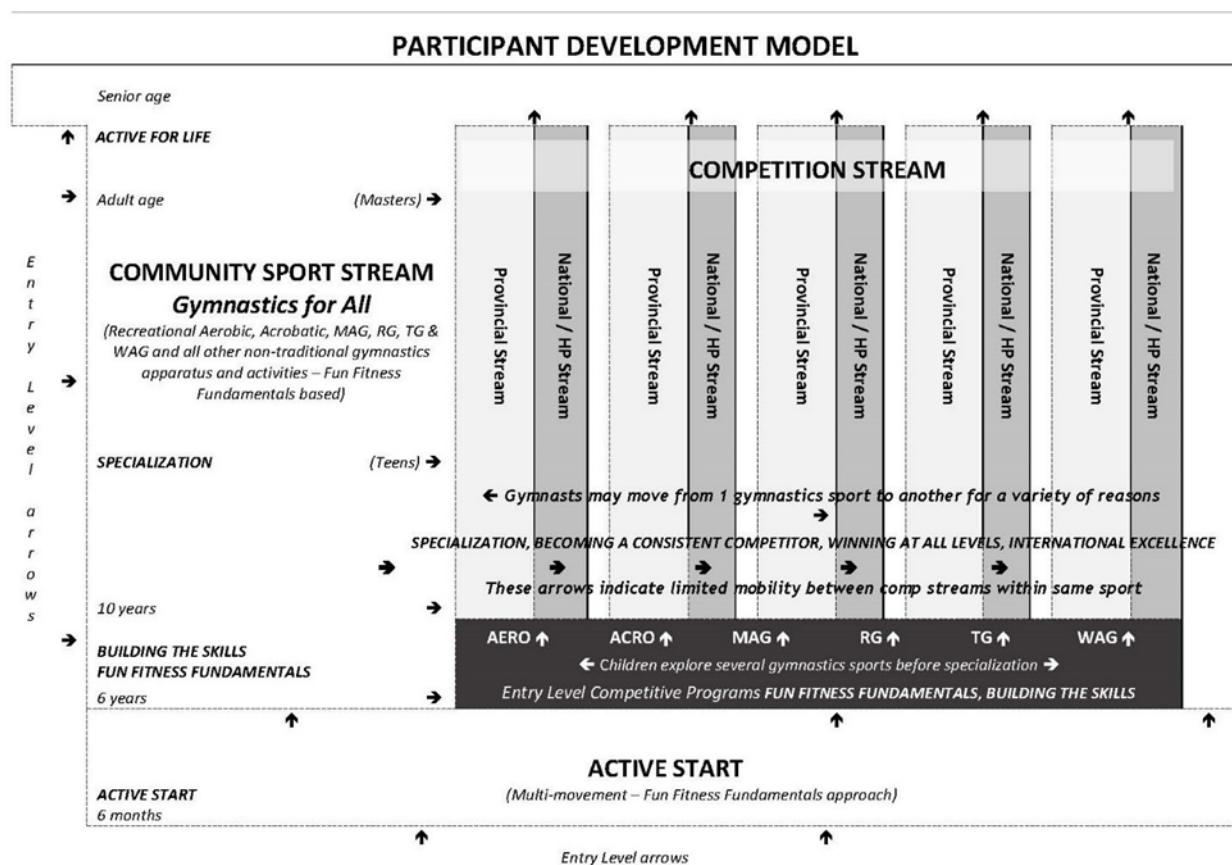 PARTICIPANT DEVELOPMENT MODEL
Senior age
ACTIVE FOR LIFE
Adult age
(Masters) →
COMPETITION STREAM
Entry Level arrows
COMMUNITY SPORT STREAM
Gymnastics for All
(Recreational Aerobic, Acrobatic, MAG, RG, TG &
WAG and all other non-traditional gymnastics
apparatus and activities – Fun Fitness
Fundamentals based)
Provincial Stream
National / HP Stream
Provincial Stream
National / HP Stream
Provincial Stream
National / HP Stream
Provincial Stream
National / HP Stream
Provincial Stream
National / HP Stream
SPECIALIZATION
(Teens) →
← Gymnasts may move from 1 gymnastics sport to another for a variety of reasons
→
SPECIALIZATION, BECOMING A CONSISTENT COMPETITOR, WINNING AT ALL LEVELS, INTERNATIONAL EXCELLENCE
These arrows indicate limited mobility between comp streams within same sport
10 years
AERO ↑ ACRO ↑ MAG ↑ RG ↑ TG ↑ WAG ↑
BUILDING THE SKILLS
FUN FITNESS FUNDAMENTALS
← Children explore several gymnastics sports before specialization →
6 years
Entry Level Competitive Programs FUN FITNESS FUNDAMENTALS, BUILDING THE SKILLS
ACTIVE START
(Multi-movement – Fun Fitness Fundamentals approach)
ACTIVE START
6 months
Entry Level arrows